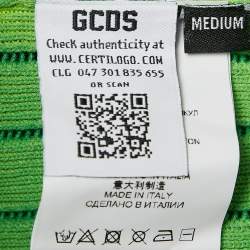 GCDS
MEDIUM
Check authenticity at
WWW.CERTILOGO.COM
CLG 047 301 835 655
OR SCAN
意大利制造
MADE IN ITALY
СДЕЛАНО В ИТАЛИИ